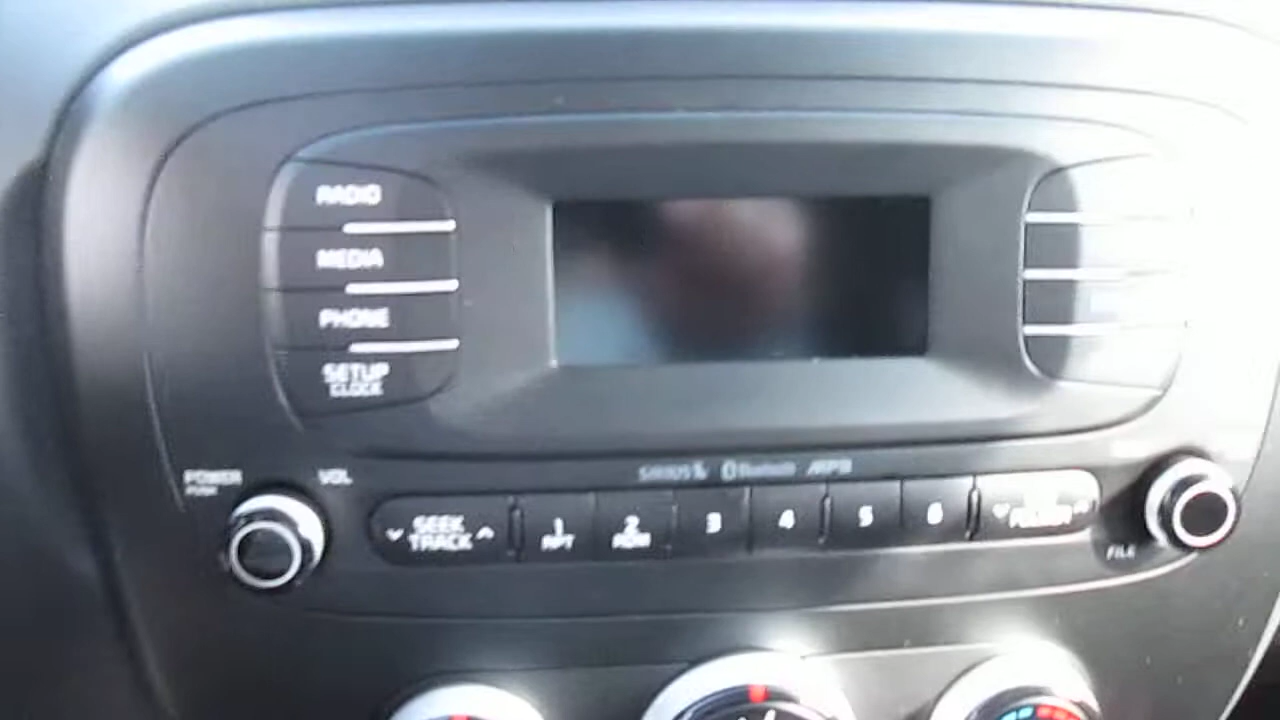 RADIO
MEDIA
PHONE
SETUP
CLOCK
POWER
PUSH
VOL
SIRIUS Bluetooth MP3
SEEK
TRACK
1
RPT
2
RDM
3
4
5
6
FOLDER
FILE